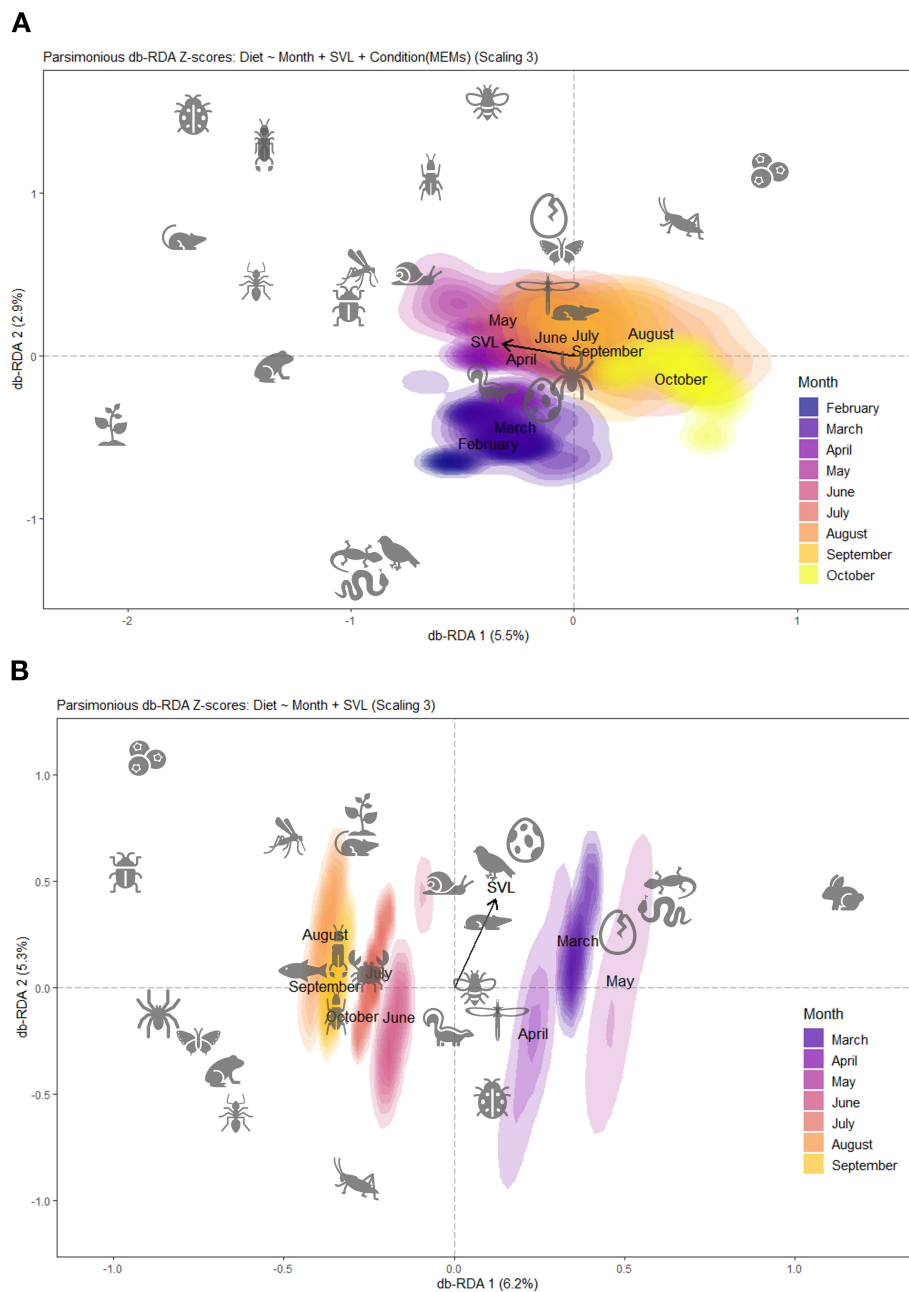 A
Parsimonious db-RDA Z-scores: Diet ~ Month + SVL + Condition(MEMs) (Scaling 3)
db-RDA 2 (2.9%)
1
0
-1
May
SVL
June
July
August
September
April
October
March
February
Month
February
March
April
May
June
July
August
September
October
-2
-1
0
1
db-RDA 1 (5.5%)
B
Parsimonious db-RDA Z-scores: Diet ~ Month + SVL (Scaling 3)
db-RDA 2 (5.3%)
1.0
0.5
0.0
-0.5
-1.0
SVL
August
March
July
May
September
October
June
April
Month
March
April
May
June
July
August
September
-1.0
-0.5
0.0
0.5
1.0
db-RDA 1 (6.2%)